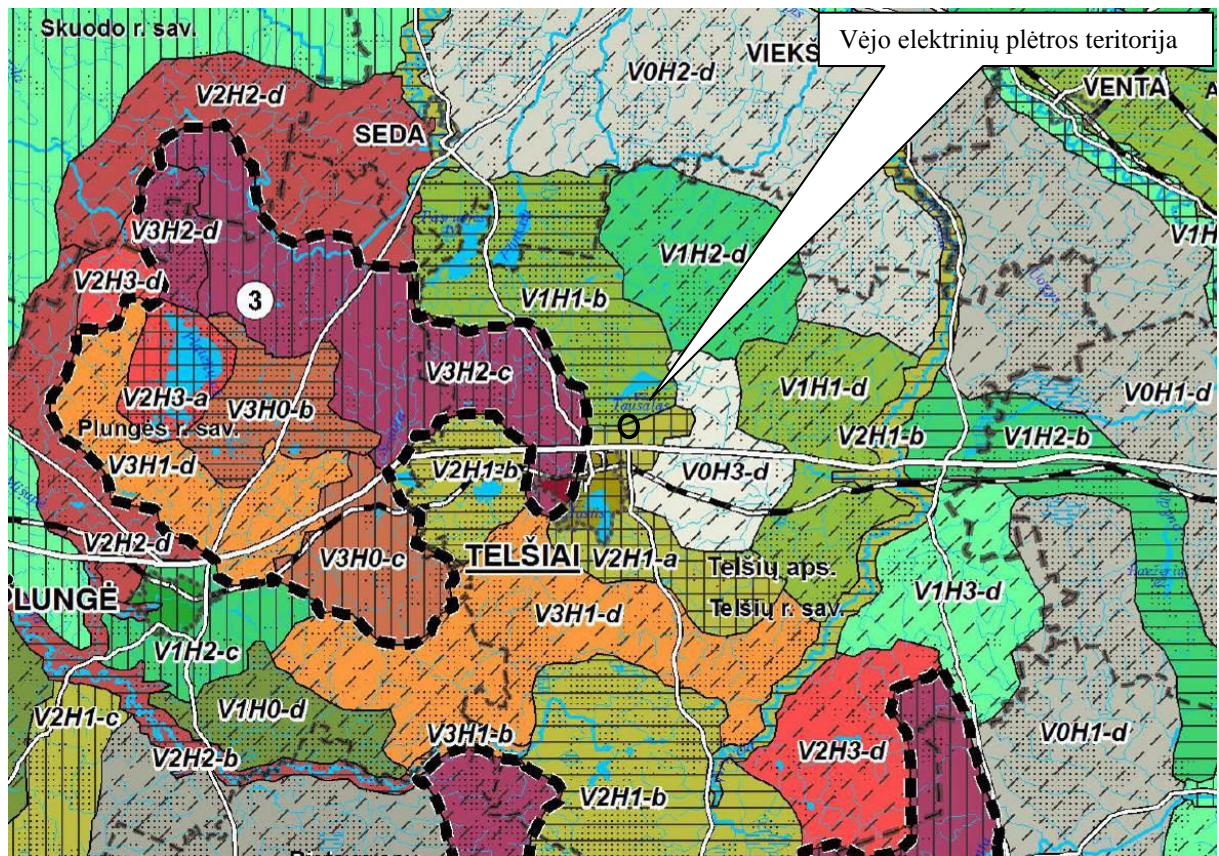 Skuodo r. sav.
Vėjo elektrinių plėtros teritorija
VIEKŠ
V0H2-d
VENTA
A
V2H2-d
SEDA
V3H2-d
V1H2-d
V1H
V2H3-d
3
V1H1-b
V3H2-c
V1H1-d
V0H1-d
V2H3-a
V3H0-b
Tausalas
Plungės r. sav.
V2H1-b
V1H2-b
V3H1-d
V2H1-b
V0H3-d
V2H2-d
V3H0-c
TELŠIAI
V2H1-a
Telšių aps.
PLUNGĖ
V3H1-d
Telšių r. sav.
V1H3-d
V1H2-c
V1H0-d
V2H1-c
V3H1-b
V2H3-d
V0H1-d
V2H2-b
V2H1-b